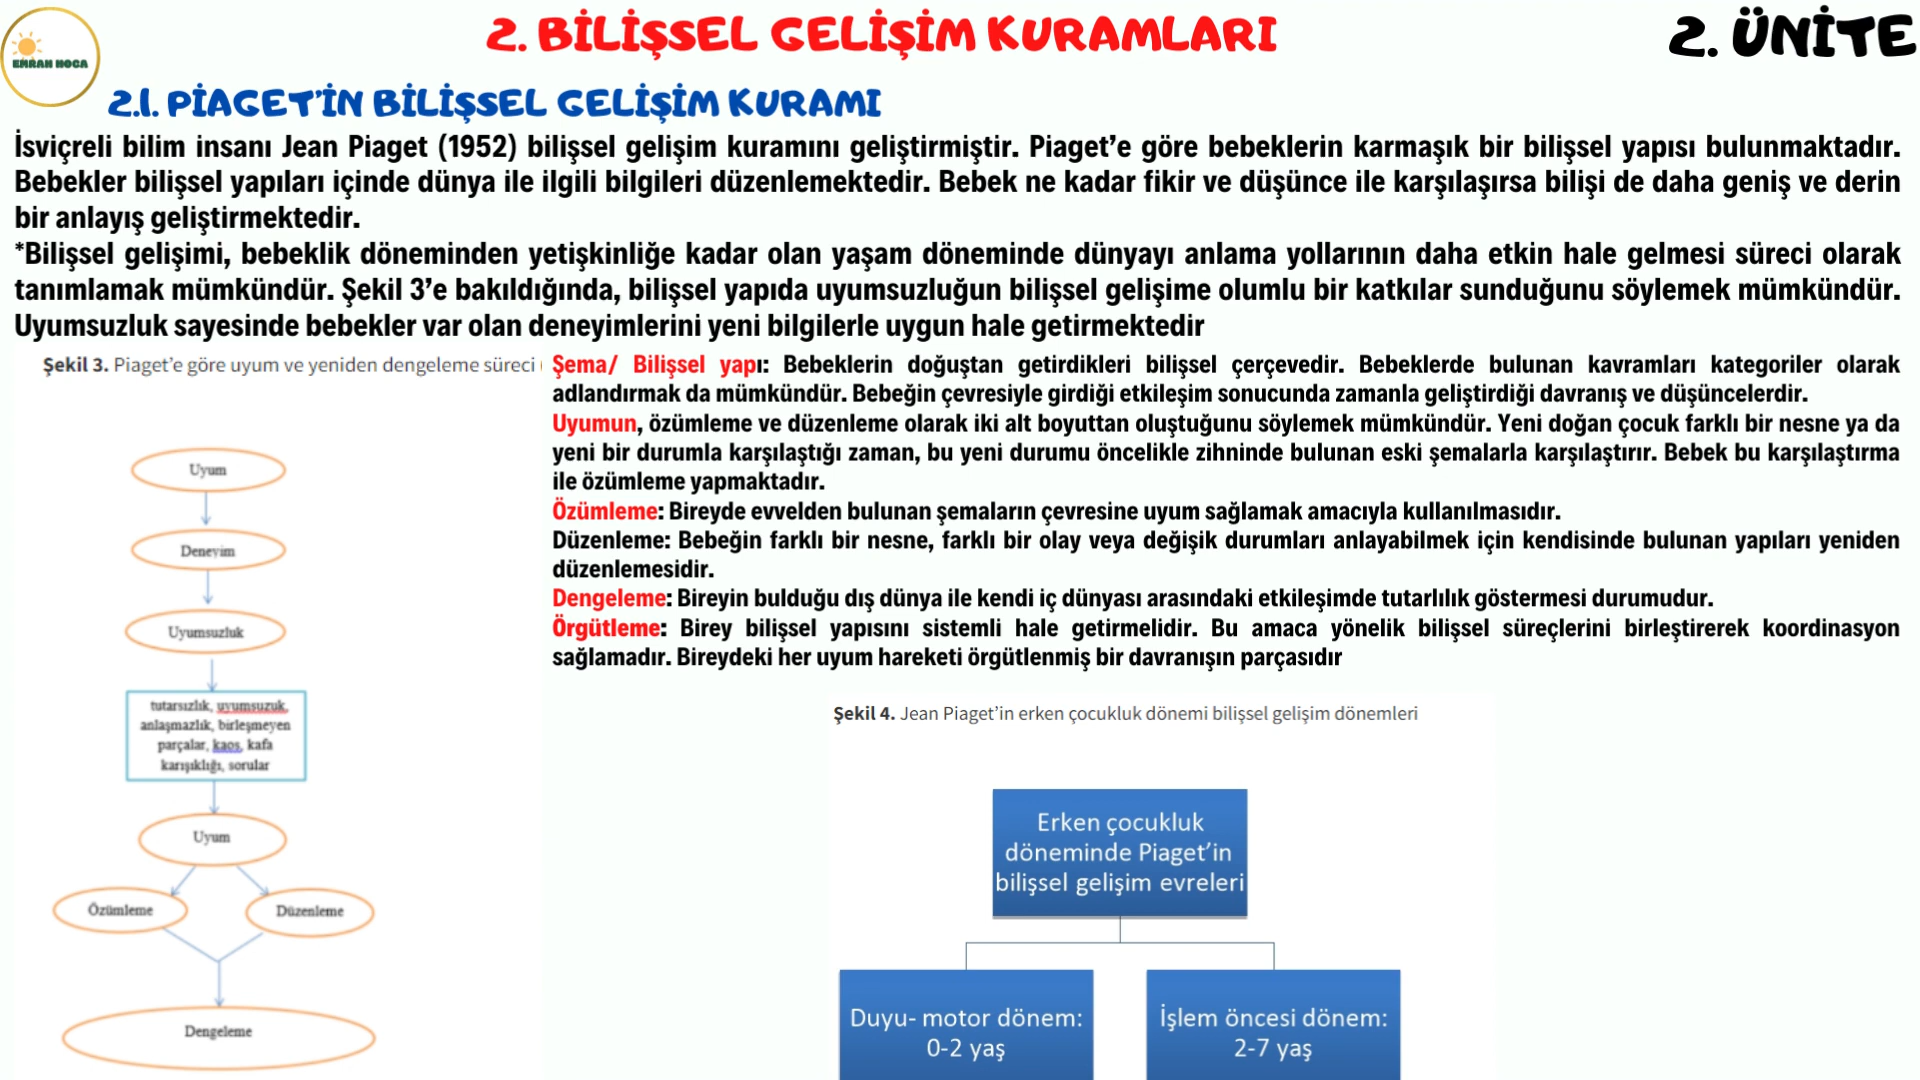 EMRAH HOCA
2. BİLİŞSEL GELİŞİM KURAMLARI
2. ÜNİTE
2.1. PİAGET'İN BİLİŞSEL GELİŞİM KURAMI
İsviçreli bilim insanı Jean Piaget (1952) bilişsel gelişim kuramını geliştirmiştir. Piaget’e göre bebeklerin karmaşık bir bilişsel yapısı bulunmaktadır.
Bebekler bilişsel yapıları içinde dünya ile ilgili bilgileri düzenlemektedir. Bebek ne kadar fikir ve düşünce ile karşılaşırsa bilişi de daha geniş ve derin
bir anlayış geliştirmektedir.
*Bilişsel gelişimi, bebeklik döneminden yetişkinliğe kadar olan yaşam döneminde dünyayı anlama yollarının daha etkin hale gelmesi süreci olarak
tanımlamak mümkündür. Şekil 3’e bakıldığında, bilişsel yapıda uyumsuzluğun bilişsel gelişime olumlu bir katkılar sunduğunu söylemek mümkündür.
Uyumsuzluk sayesinde bebekler var olan deneyimlerini yeni bilgilerle uygun hale getirmektedir
Şekil 3. Piaget’e göre uyum ve yeniden dengeleme süreci
Uyum
Deneyim
Uyumsuzluk
tutarsızlık, uyumsuzuk,
anlaşmazlık, birleşmeyen
parçalar, kaos, kafa
karışıklığı, sorular
Uyum
Özümleme
Düzenleme
Dengeleme
Şema/ Bilişsel yapı: Bebeklerin doğuştan getirdikleri bilişsel çerçevedir. Bebeklerde bulunan kavramları kategoriler olarak
adlandırmak da mümkündür. Bebeğin çevresiyle girdiği etkileşim sonucunda zamanla geliştirdiği davranış ve düşüncelerdir.
Uyumun, özümleme ve düzenleme olarak iki alt boyuttan oluştuğunu söylemek mümkündür. Yeni doğan çocuk farklı bir nesne ya da
yeni bir durumla karşılaştığı zaman, bu yeni durumu öncelikle zihninde bulunan eski şemalarla karşılaştırır. Bebek bu karşılaştırma
ile özümleme yapmaktadır.
Özümleme: Bireyde evvelden bulunan şemaların çevresine uyum sağlamak amacıyla kullanılmasıdır.
Düzenleme: Bebeğin farklı bir nesne, farklı bir olay veya değişik durumları anlayabilmek için kendisinde bulunan yapıları yeniden
düzenlemesidir.
Dengeleme: Bireyin bulduğu dış dünya ile kendi iç dünyası arasındaki etkileşimde tutarlılık göstermesi durumudur.
Örgütleme: Birey bilişsel yapısını sistemli hale getirmelidir. Bu amaca yönelik bilişsel süreçlerini birleştirerek koordinasyon
sağlamadır. Bireydeki her uyum hareketi örgütlenmiş bir davranışın parçasıdır
Şekil 4. Jean Piaget’in erken çocukluk dönemi bilişsel gelişim dönemleri
Erken çocukluk
döneminde Piaget’in
bilişsel gelişim evreleri
Duyu- motor dönem:
0-2 yaş
İşlem öncesi dönem:
2-7 yaş